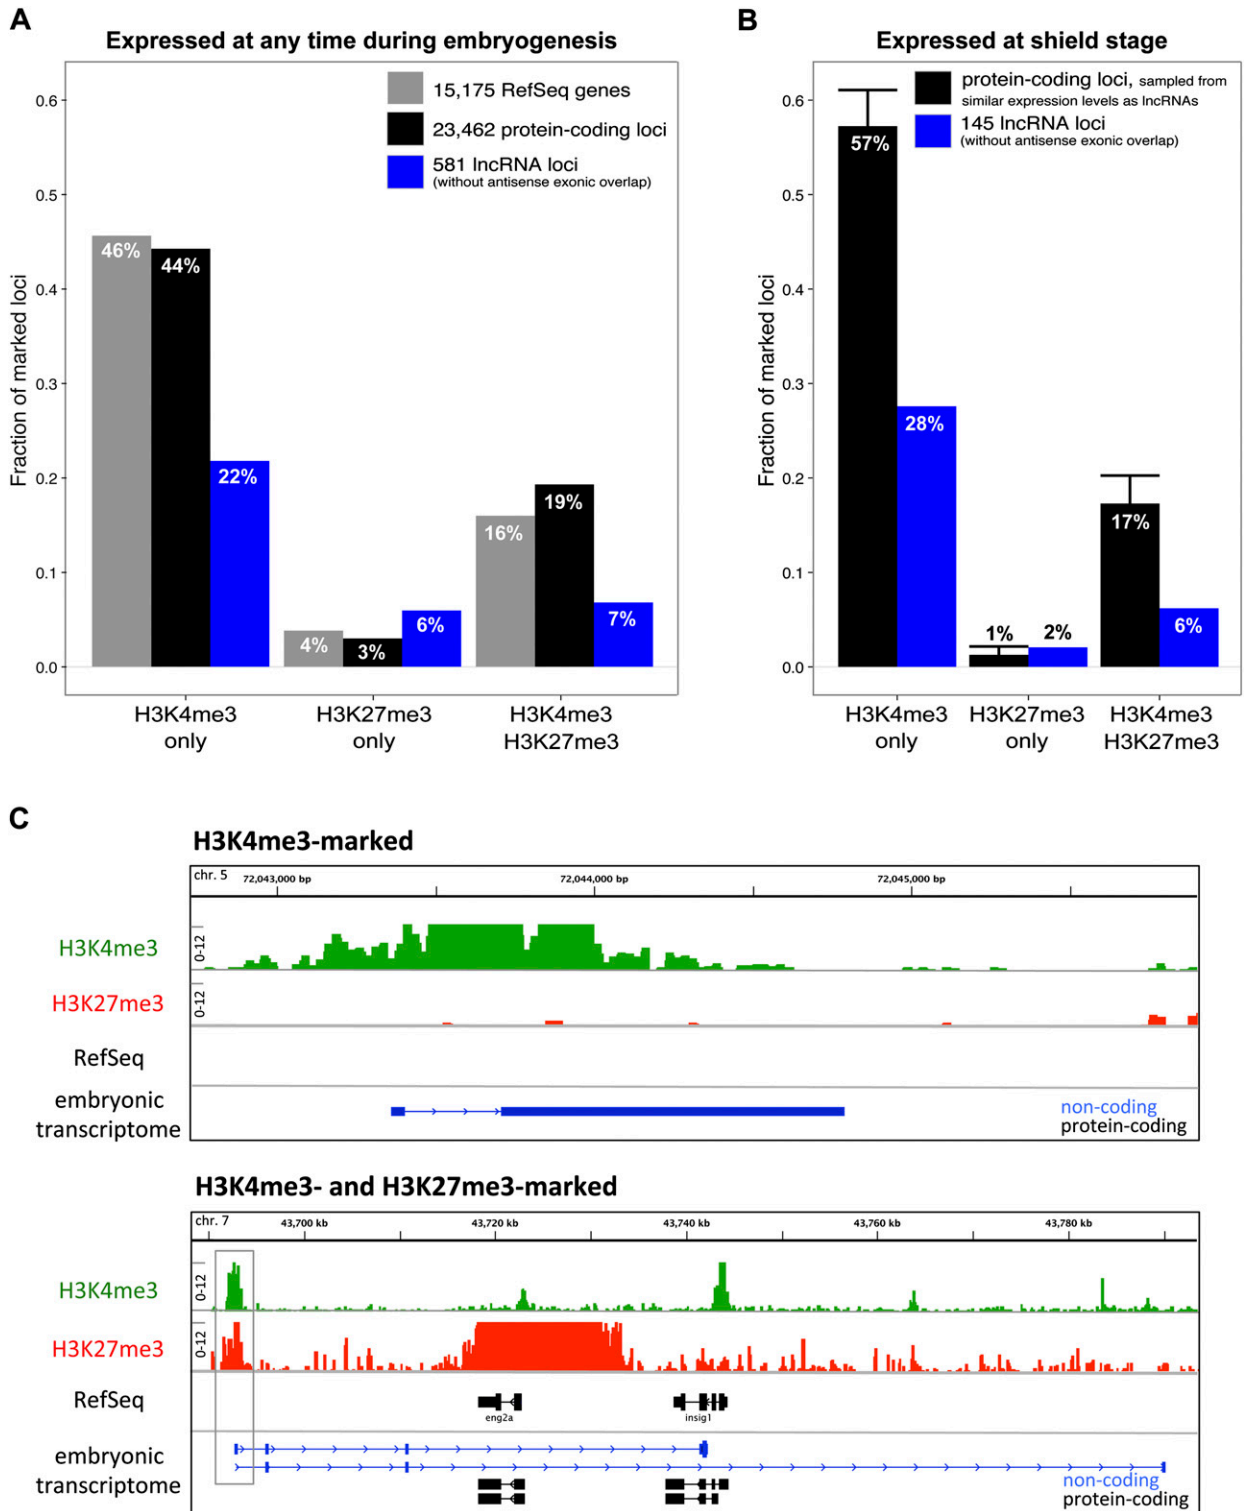 A
Expressed at any time during embryogenesis
15,175 RefSeq genes
23,462 protein-coding loci
581 lncRNA loci
(without antisense exonic overlap)
Fraction of marked loci
0.6
0.5
0.4
0.3
0.2
0.1
0.0
46%
44%
22%
4%
3%
6%
16%
19%
7%
H3K4me3
only
H3K27me3
only
H3K4me3
H3K27me3
B
Expressed at shield stage
protein-coding loci, sampled from
similar expression levels as lncRNAs
145 lncRNA loci
(without antisense exonic overlap)
Fraction of marked loci
0.6
0.5
0.4
0.3
0.2
0.1
0.0
57%
28%
1%
2%
17%
6%
H3K4me3
only
H3K27me3
only
H3K4me3
H3K27me3
C
H3K4me3-marked
chr. 5
72,043,000 bp
72,044,000 bp
72,045,000 bp
H3K4me3
0-12
H3K27me3
0-12
RefSeq
embryonic
transcriptome
non-coding
protein-coding
H3K4me3- and H3K27me3-marked
chr. 7
43,700 kb
43,720 kb
43,740 kb
43,760 kb
43,780 kb
H3K4me3
0-12
H3K27me3
0-12
RefSeq
eng2a
insig1
embryonic
transcriptome
non-coding
protein-coding